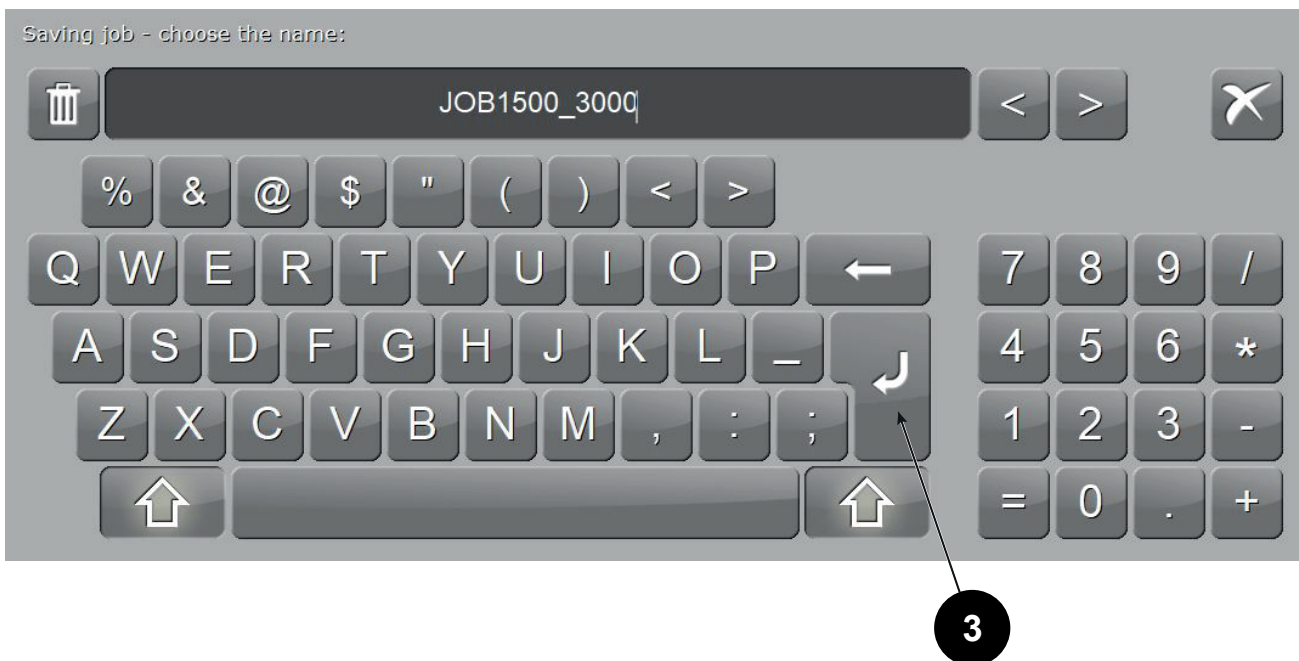 Saving job - choose the name:
JOB1500_3000 < >
% & @ $ " ( ) < >
Q W E R T Y U I O P 7 8 9 /
A S D F G H J K L _ 4 5 6 *
Z X C V B N M , : ; 1 2 3 -
= 0 . +
3